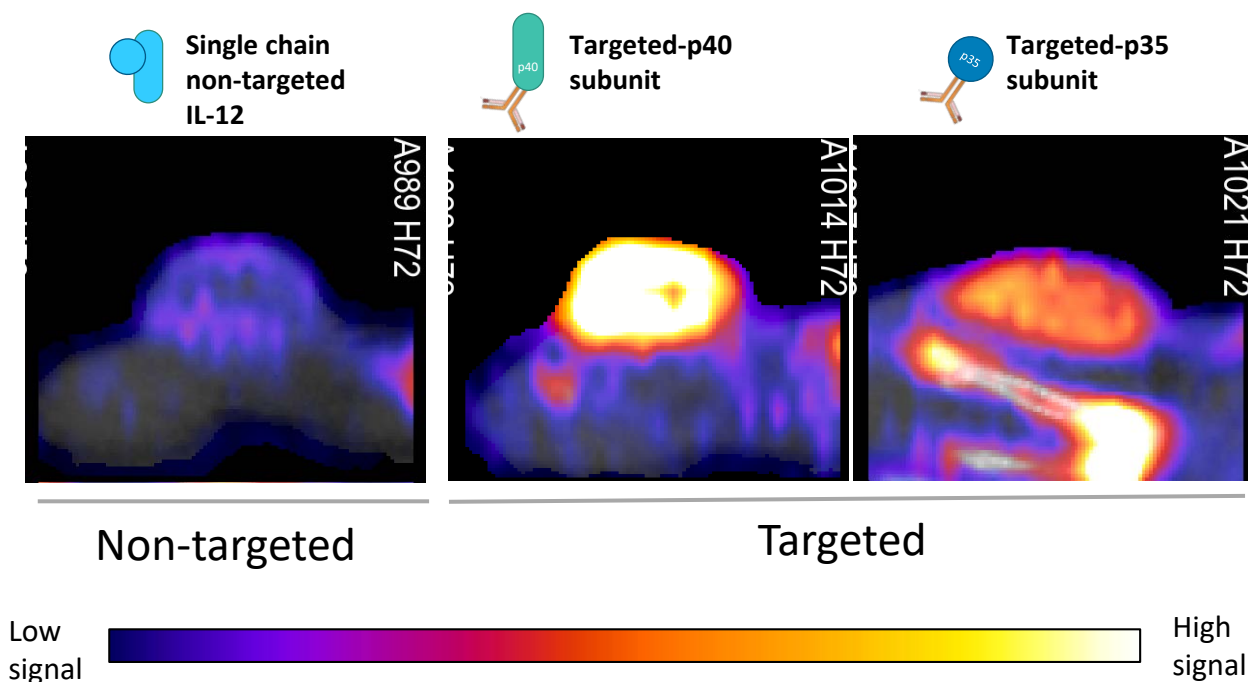 Single chain
non-targeted
IL-12
Targeted-p40
subunit
Targeted-p35
subunit
p40
p35
A989 H72
A1014 H72
A1021 H72
Non-targeted
Targeted
Low
signal
High
signal